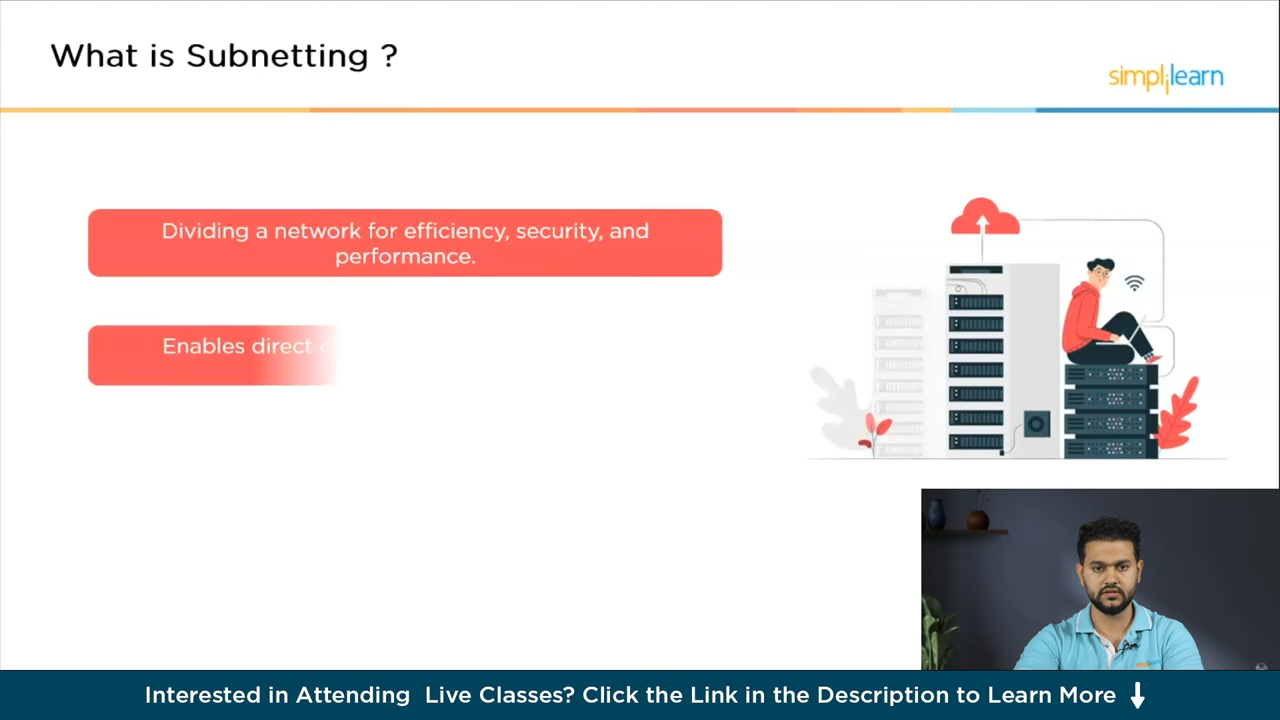 What is Subnetting ?
simplilearn
Dividing a network for efficiency, security, and
performance.
Enables direct
Interested in Attending Live Classes? Click the Link in the Description to Learn More